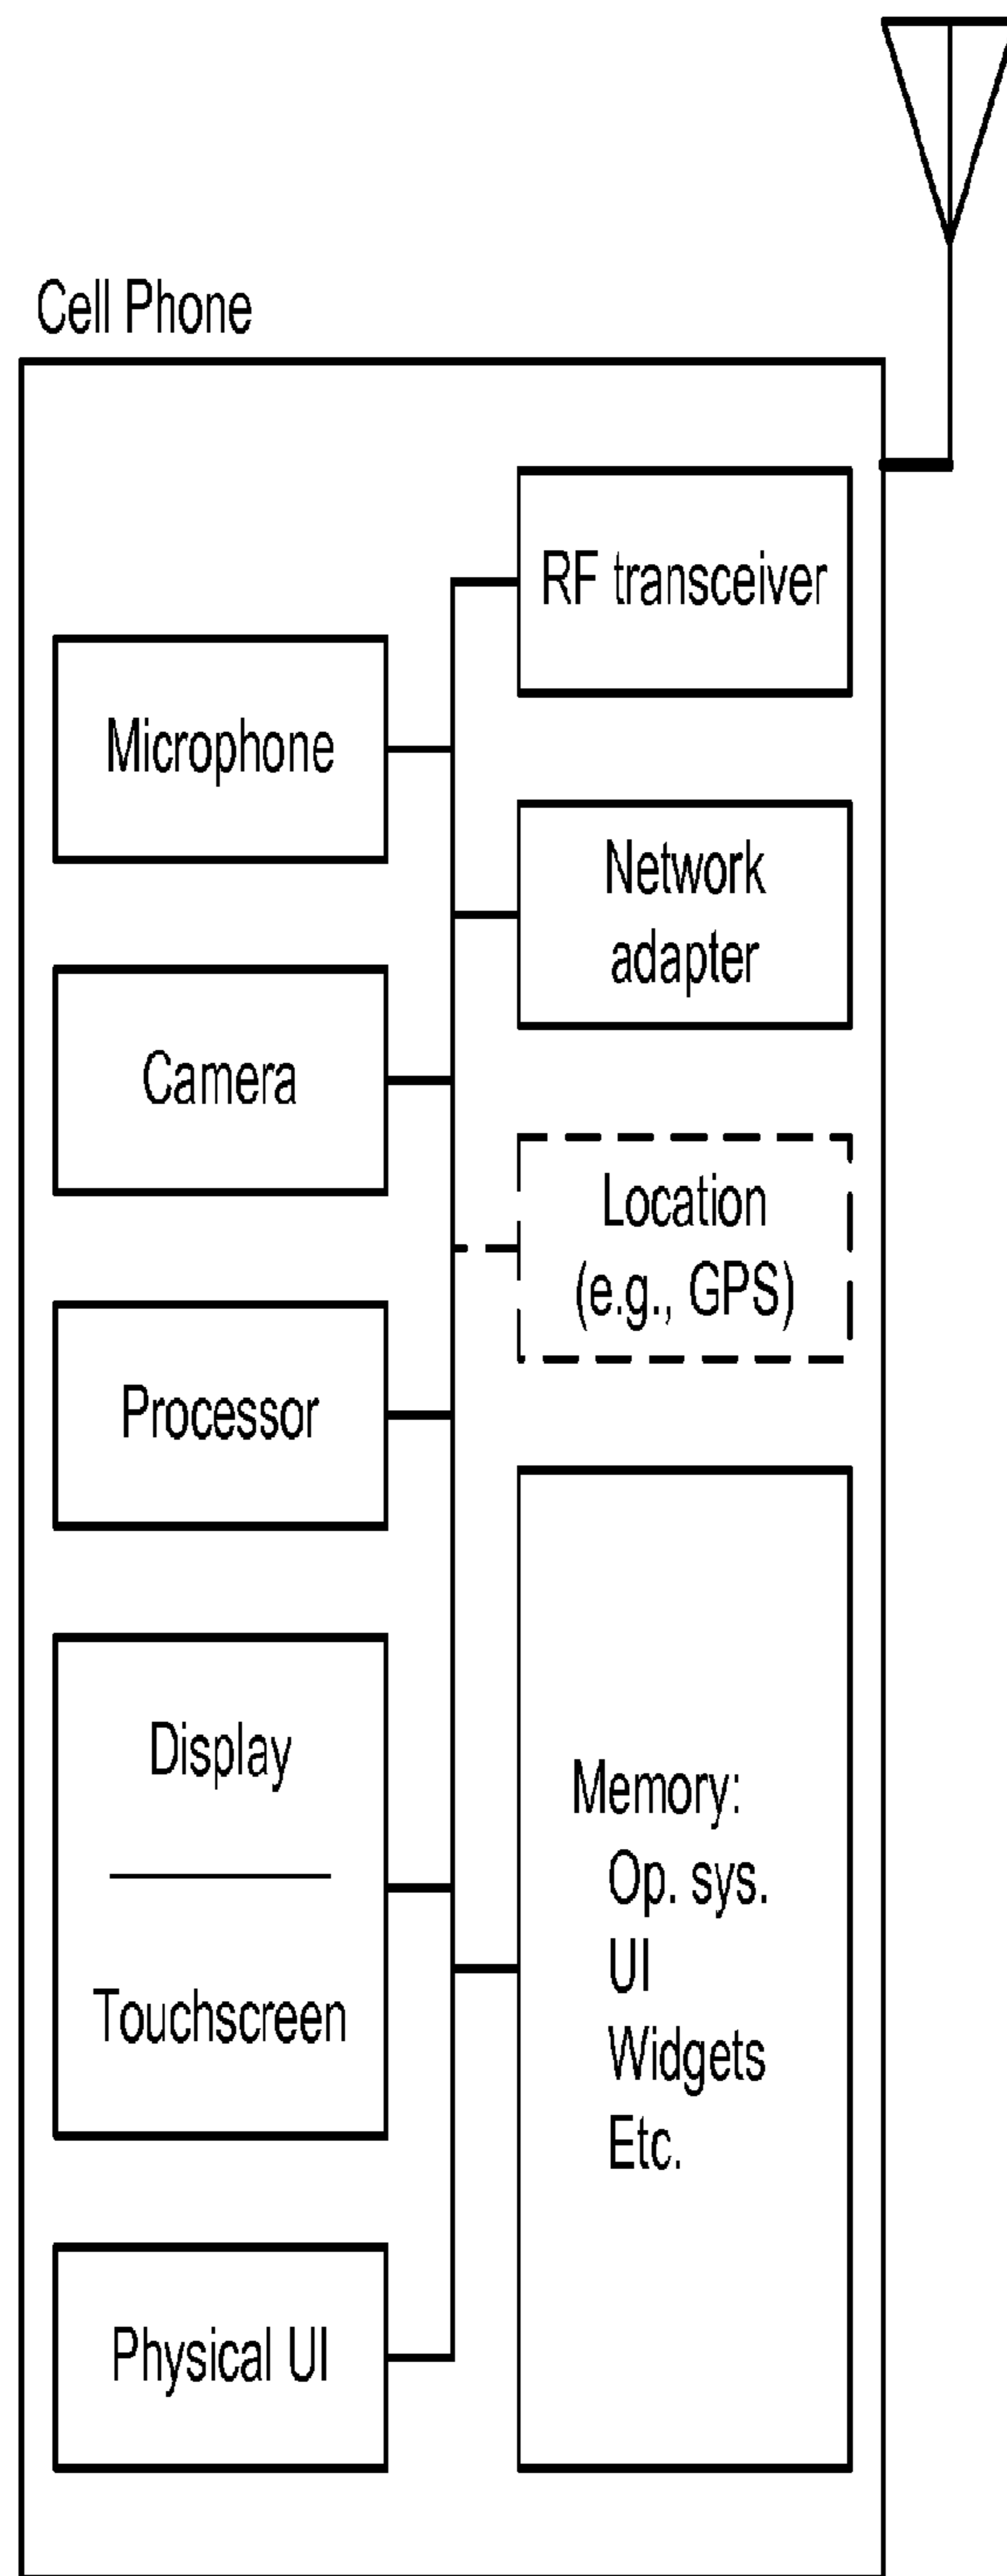 Cell Phone
RF transceiver
Microphone
Network
adapter
Camera
Location
(e.g., GPS)
Processor
Display
Touchscreen
Memory:
Op. sys.
UI
Widgets
Etc.
Physical UI